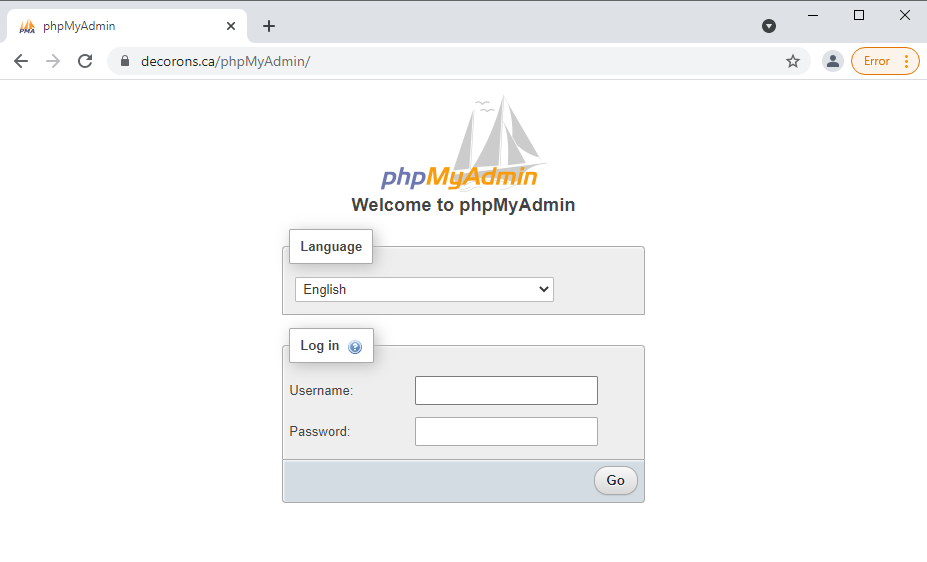 phpMyAdmin
decorons.ca/phpMyAdmin/
Error
phpMyAdmin
Welcome to phpMyAdmin
Language
English
Log in
Username:
Password:
Go